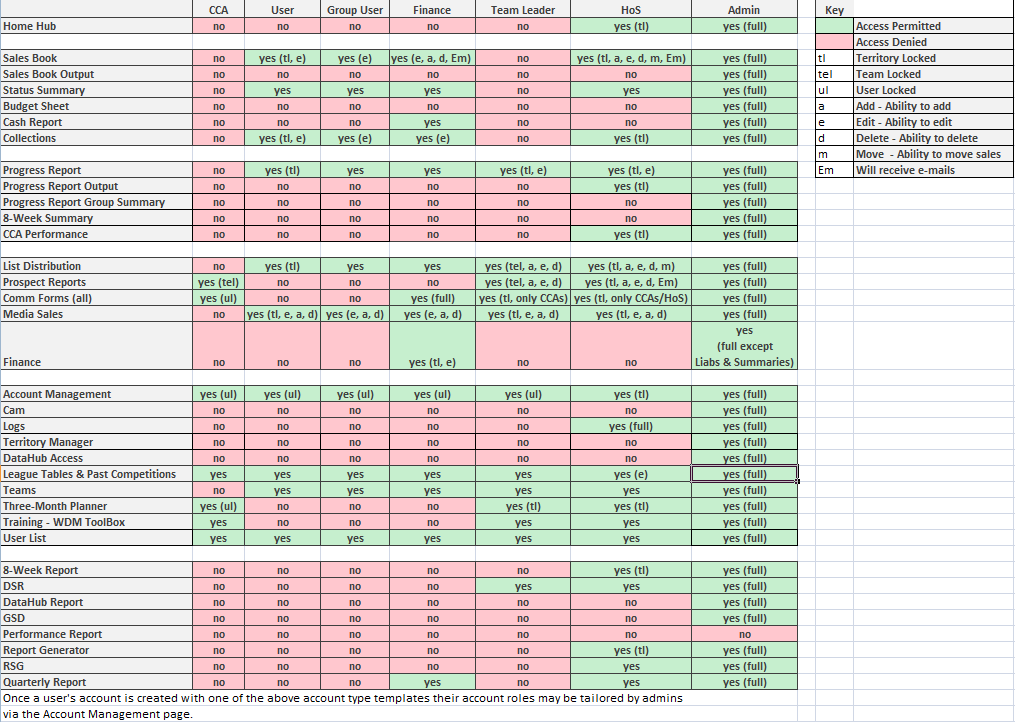 CCA User Group User Finance Team Leader HoS Admin Key
Home Hub no no no no no yes (tl) yes (full) Access Permitted
Access Denied
Sales Book no yes (tl, e) yes (e) yes (e, a, d, Em) no yes (tl, a, e, d, m, Em) yes (full) tl Territory Locked
Sales Book Output no no no no no no yes (full) tel Team Locked
Status Summary no yes yes yes no yes yes (full) ul User Locked
Budget Sheet no no no no no no yes (full) a Add - Ability to add
Cash Report no no no yes no no yes (full) e Edit - Ability to edit
Collections no yes (tl, e) yes (e) yes (e) no yes (tl) yes (full) d Delete - Ability to delete
m Move - Ability to move sales
Progress Report no yes (tl) yes yes yes (tl, e) yes (tl, e) yes (full) Em Will receive e-mails
Progress Report Output no no no no no yes (tl) yes (full)
Progress Report Group Summary no no no no no no yes (full)
8-Week Summary no no no no no no yes (full)
CCA Performance no no no no no yes (tl) yes (full)
List Distribution no yes (tl) yes yes yes (tel, a, e, d) yes (tl, a, e, d, m) yes (full)
Prospect Reports yes (tel) no no no yes (tel, a, e, d) yes (tl, a, e, d, Em) yes (full)
Comm Forms (all) yes (ul) no no yes (full) yes (tl, only CCAs) yes (tl, only CCAs/HoS) yes (full)
Media Sales no yes (tl, e, a, d) yes (e, a, d) yes (e, a, d) yes (tl, e, a, d) yes (tl, e, a, d) yes (full)
yes
(full except
Finance no no no yes (tl, e) no no Liabs & Summaries)
Account Management yes (ul) yes (ul) yes (ul) yes (ul) yes (ul) yes (tl) yes (full)
Cam no no no no no no yes (full)
Logs no no no no no yes (full) yes (full)
Territory Manager no no no no no no yes (full)
DataHub Access no no no no no no yes (full)
League Tables & Past Competitions yes yes yes yes yes yes (e) yes (full)
Teams no yes yes yes yes yes yes (full)
Three-Month Planner yes (ul) no no no yes (tl) yes (tl) yes (full)
Training - WDM ToolBox yes no no no yes yes yes (full)
User List yes yes yes yes yes yes yes (full)
8-Week Report no no no no no yes (tl) yes (full)
DSR no no no no yes yes yes (full)
DataHub Report no no no no no no yes (full)
GSD no no no no no no yes (full)
Performance Report no no no no no no no
Report Generator no no no no no yes (tl) yes (full)
RSG no no no no no yes yes (full)
Quarterly Report no no no yes no yes yes (full)
Once a user's account is created with one of the above account type templates their account roles may be tailored by admins
via the Account Management page.